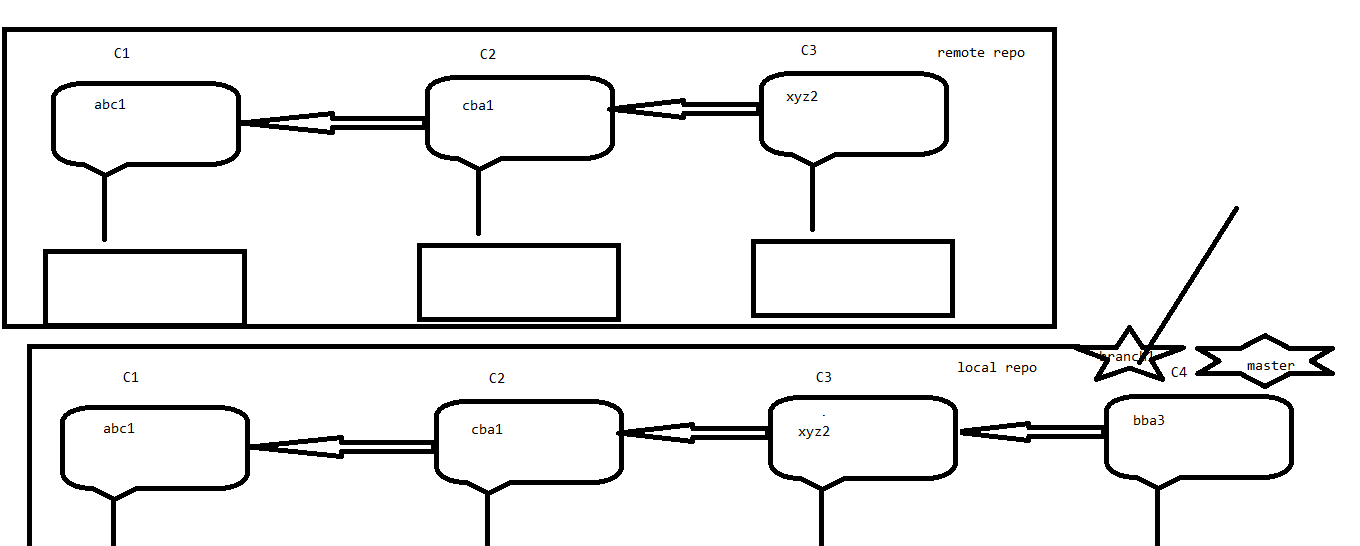 C1
C2
C3
remote repo
abc1
cba1
xyz2
branch1
master
local repo
C1
C2
C3
C4
abc1
cba1
xyz2
bba3